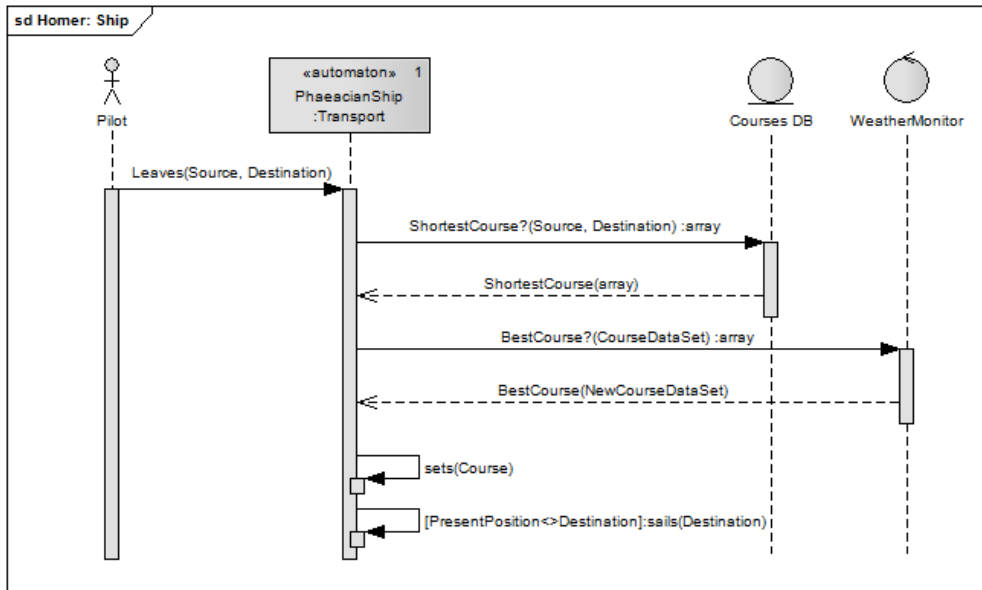 sd Homer: Ship
«automaton» 1
PhaeacianShip
:Transport
Pilot
Courses DB
WeatherMonitor
Leaves(Source, Destination)
ShortestCourse?(Source, Destination) :array
ShortestCourse(array)
BestCourse?(CourseDataSet) :array
BestCourse(NewCourseDataSet)
sets(Course)
[PresentPosition<>Destination]:sails(Destination)